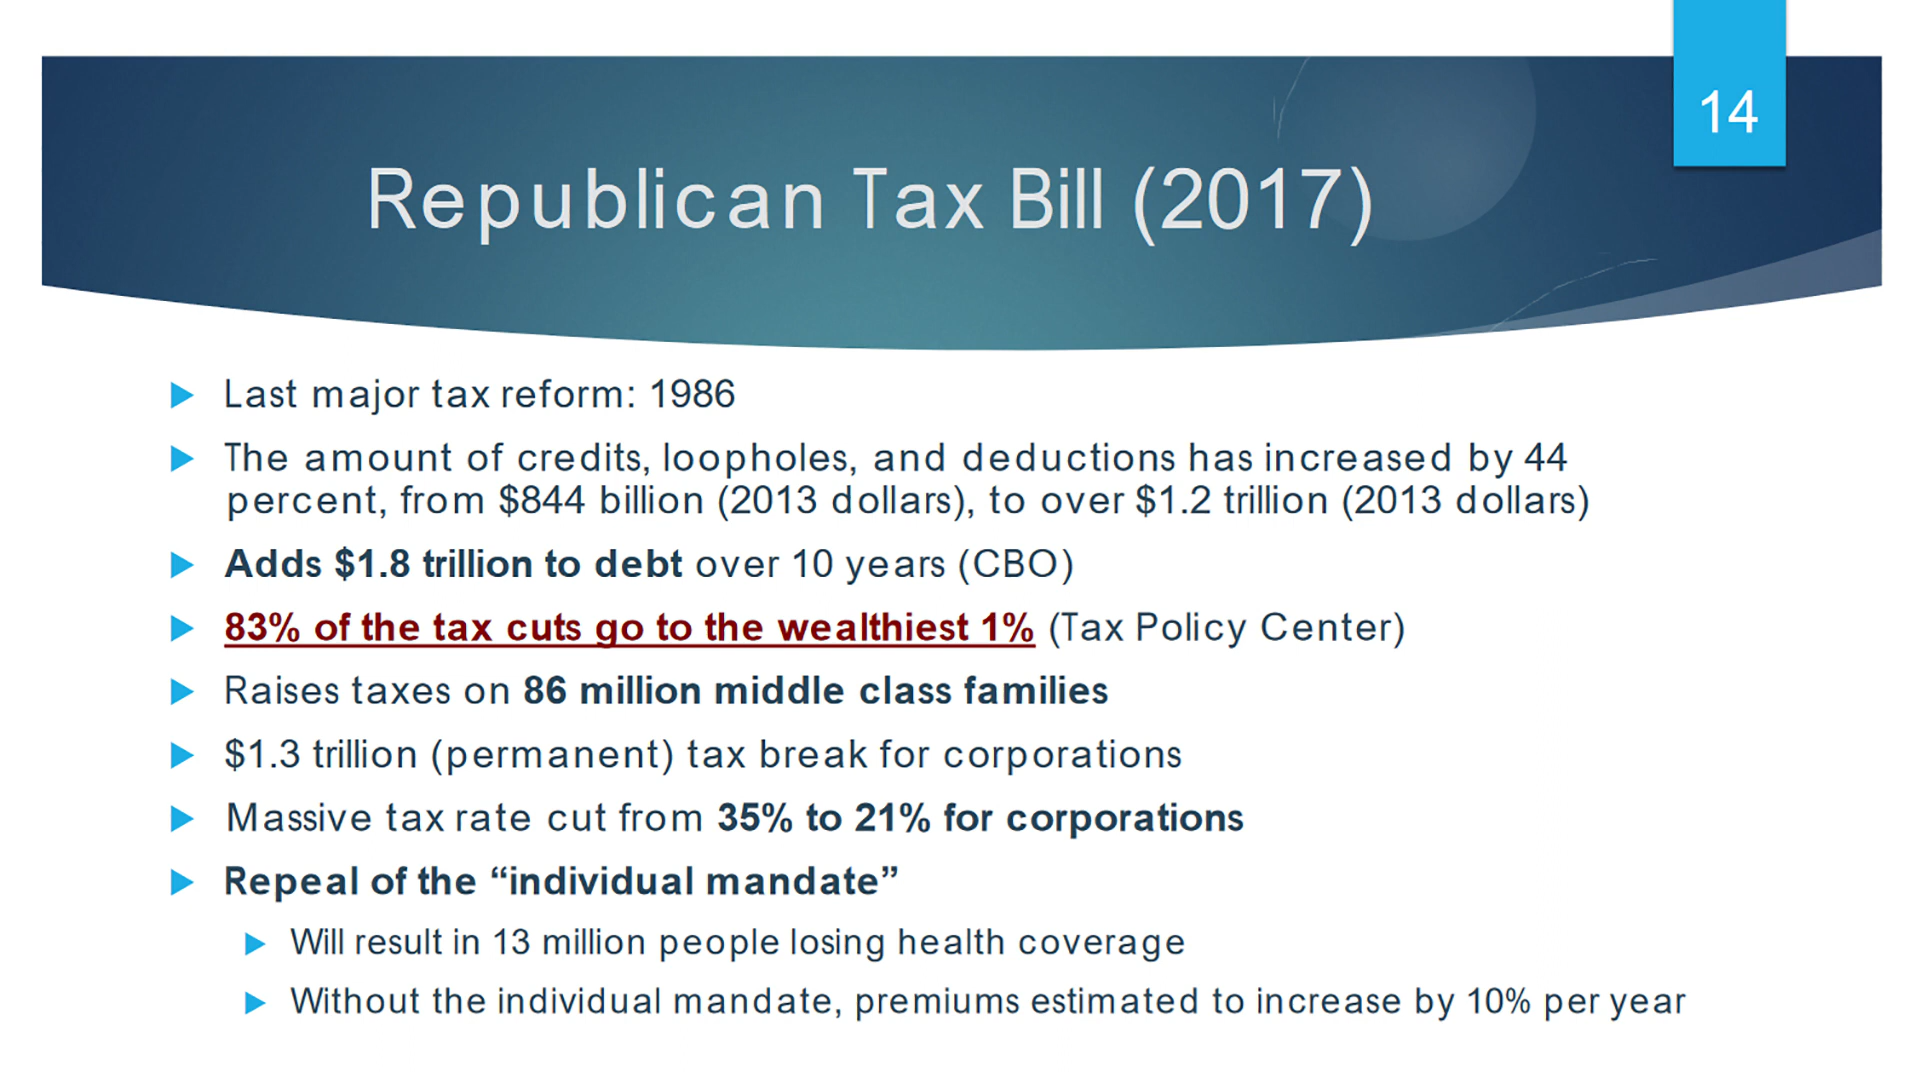 14
Republican Tax Bill (2017)
Last major tax reform: 1986
The amount of credits, loopholes, and deductions has increased by 44
percent, from $844 billion (2013 dollars), to over $1.2 trillion (2013 dollars)
Adds $1.8 trillion to debt over 10 years (CBO)
83% of the tax cuts go to the wealthiest 1% (Tax Policy Center)
Raises taxes on 86 million middle class families
$1.3 trillion (permanent) tax break for corporations
Massive tax rate cut from 35% to 21% for corporations
Repeal of the “individual mandate”
Will result in 13 million people losing health coverage
Without the individual mandate, premiums estimated to increase by 10% per year